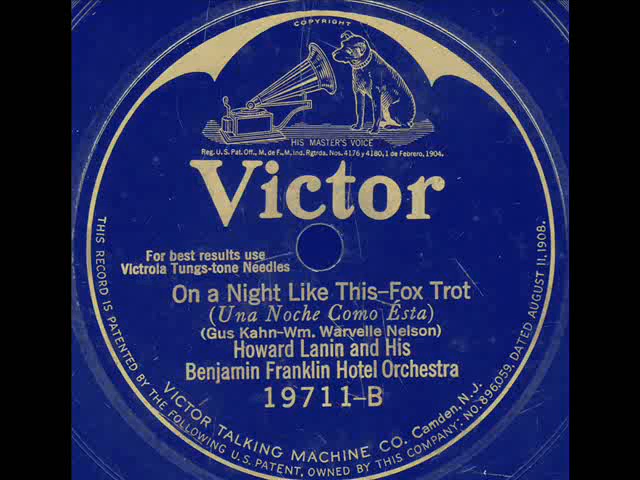 COPYRIGHT
HIS MASTER'S VOICE
Reg. U.S. Pat. Off., M. de F., M. Ind. Rgtrda. Nos. 4176 y 4180, 1 de Febrero, 1904.
Victor
For best results use
Victrola Tungs-tone Needles
On a Night Like This-Fox Trot
(Una Noche Como Ésta)
(Gus Kahn-Wm. Warvelle Nelson)
Howard Lanin and His
Benjamin Franklin Hotel Orchestra
19711-B
VICTOR TALKING MACHINE CO. Camden, N.J.
THIS RECORD IS PATENTED BY THE FOLLOWING U.S. PATENT, OWNED BY THIS COMPANY: No. 896,059, DATED AUGUST 11, 1908.